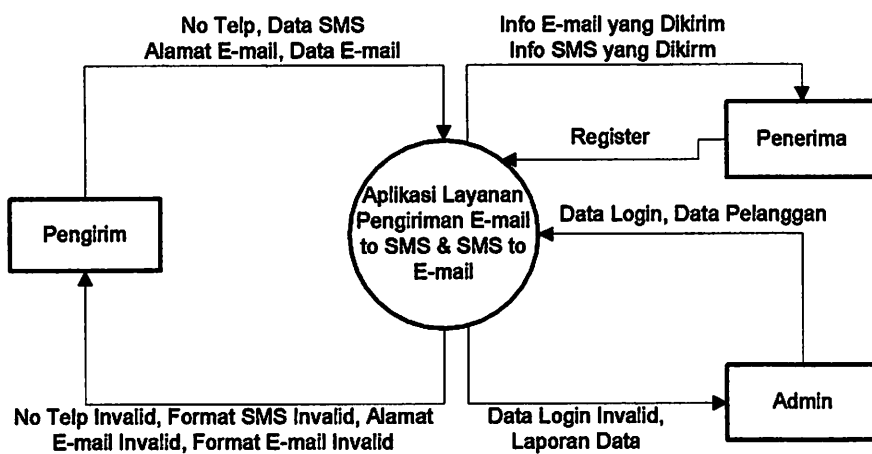 No Telp, Data SMS
Alamat E-mail, Data E-mail
Info E-mail yang Dikirim
Info SMS yang Dikirm
Register
Penerima
Aplikasi Layanan
Pengiriman E-mail
to SMS & SMS to
E-mail
Data Login, Data Pelanggan
Pengirim
Admin
No Telp Invalid, Format SMS Invalid, Alamat
E-mail Invalid, Format E-mail Invalid
Data Login Invalid,
Laporan Data